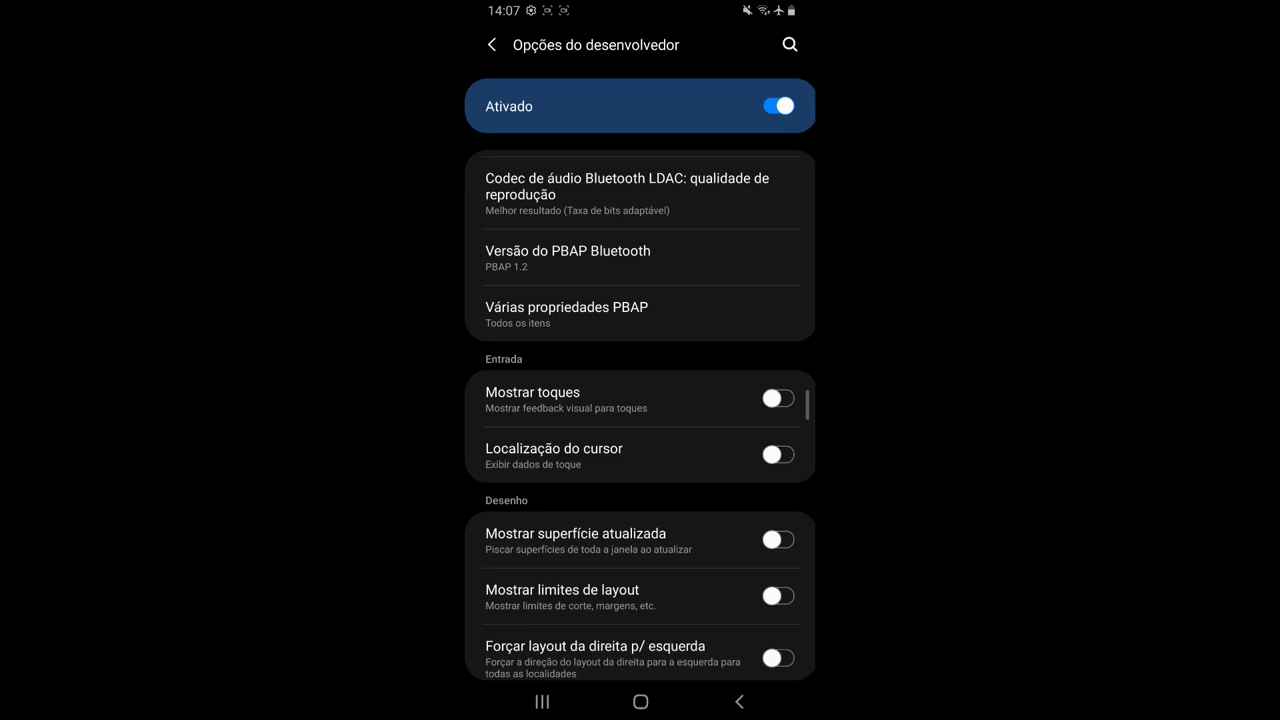 14:07
Opções do desenvolvedor
Ativado
Codec de áudio Bluetooth LDAC: qualidade de
reprodução
Melhor resultado (Taxa de bits adaptável)
Versão do PBAP Bluetooth
PBAP 1.2
Várias propriedades PBAP
Todos os itens
Entrada
Mostrar toques
Mostrar feedback visual para toques
Localização do cursor
Exibir dados de toque
Desenho
Mostrar superfície atualizada
Piscar superfícies de toda a janela ao atualizar
Mostrar limites de layout
Mostrar limites de corte, margens, etc.
Forçar layout da direita p/ esquerda
Forçar a direção do layout da direita para a esquerda para
todas as localidades